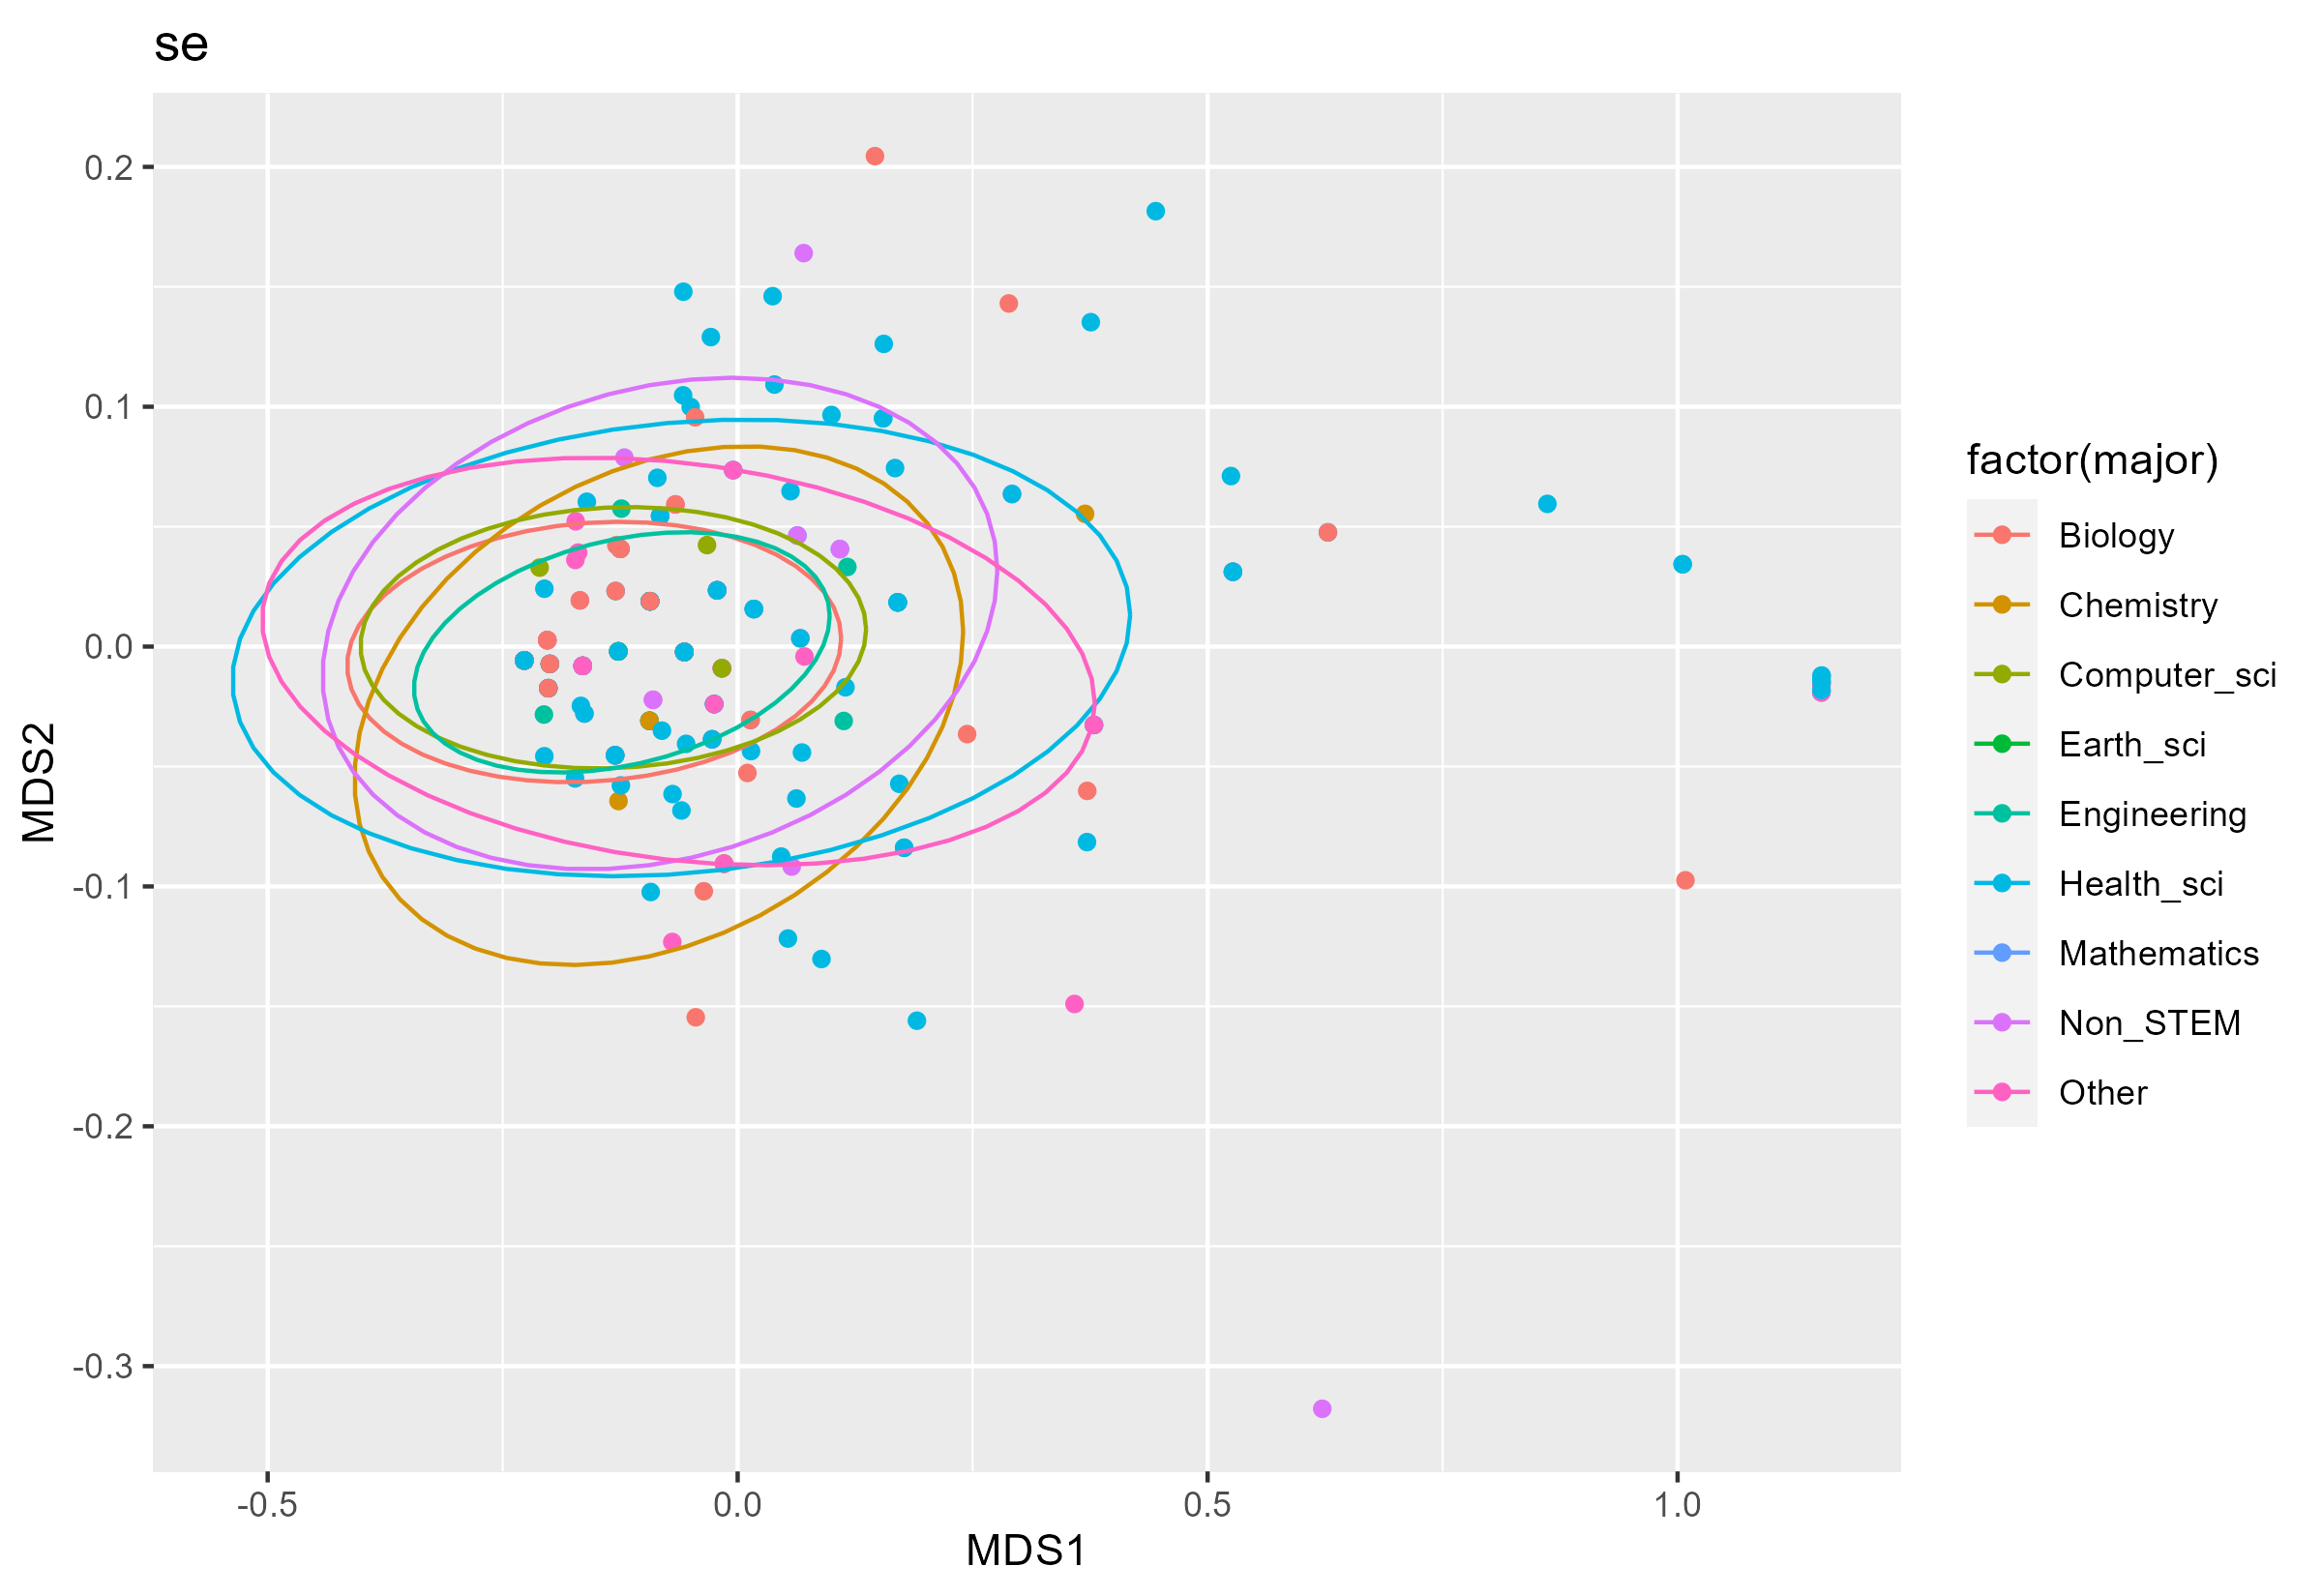 se
0.2
0.1
0.0
-0.1
-0.2
-0.3
MDS2
-0.5
0.0
0.5
1.0
MDS1
factor(major)
Biology
Chemistry
Computer_sci
Earth_sci
Engineering
Health_sci
Mathematics
Non_STEM
Other